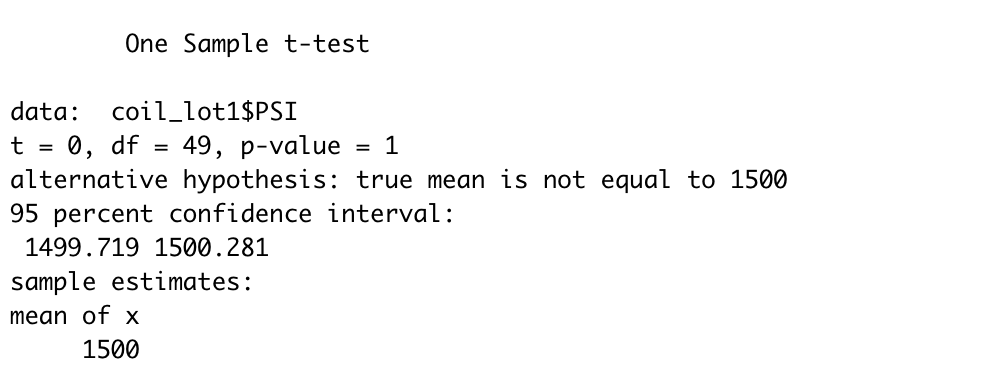 One Sample t-test
data:  coil_lot1$PSI
t = 0, df = 49, p-value = 1
alternative hypothesis: true mean is not equal to 1500
95 percent confidence interval:
1499.719 1500.281
sample estimates:
mean of x
1500